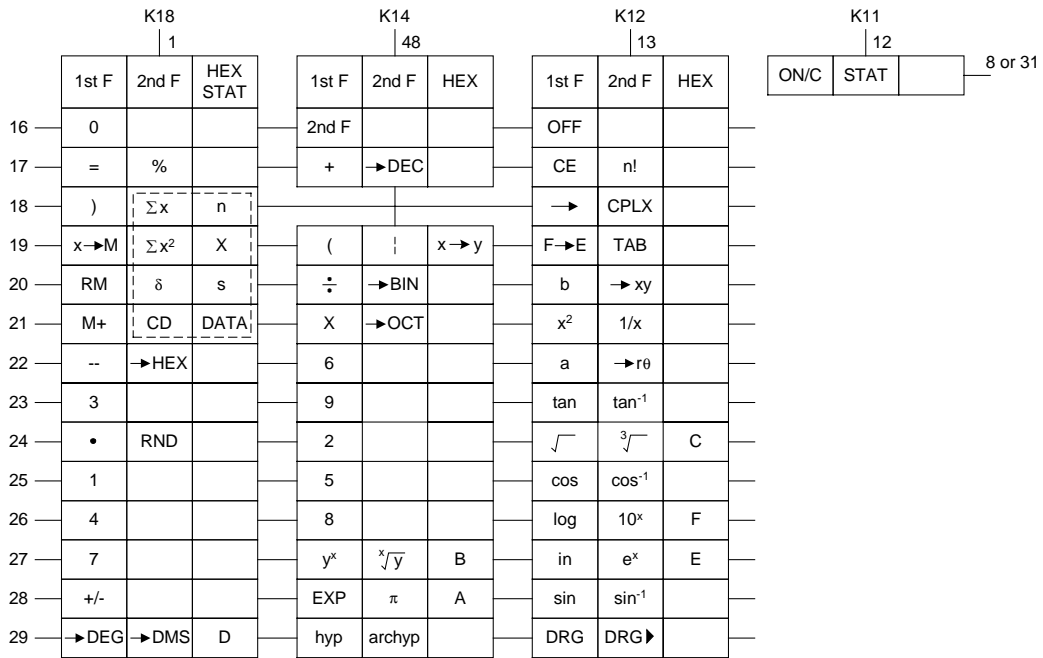 K18 K14 K12 K11
1 48 13 12
1st F 2nd F HEX STAT 1st F 2nd F HEX 1st F 2nd F HEX ON/C STAT 8 or 31
16 0 2nd F OFF
17 = % + →DEC CE n!
18 ) Σx n → CPLX
19 x→M Σx² X ( ¦ x→y F→E TAB
20 RM δ s ÷ →BIN b →xy
21 M+ CD DATA X →OCT x² 1/x
22 -- →HEX 6 a →rθ
23 3 9 tan tan⁻¹
24 • RND 2 √ ³√ C
25 1 5 cos cos⁻¹
26 4 8 log 10ˣ F
27 7 yˣ ˣ√y B in eˣ E
28 +/- EXP π A sin sin⁻¹
29 →DEG →DMS D hyp archyp DRG DRG▶